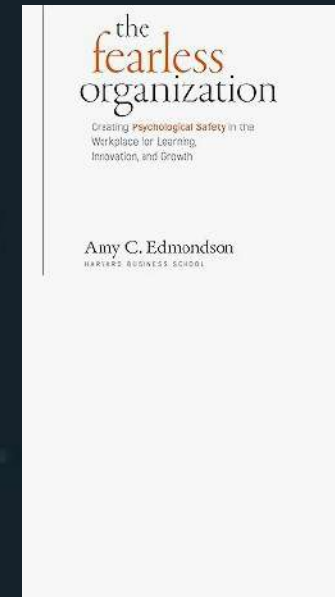 the
fearless
organization
Creating Psychological Safety in the
Workplace for Learning,
Innovation, and Growth
Amy C. Edmondson
HARVARD BUSINESS SCHOOL